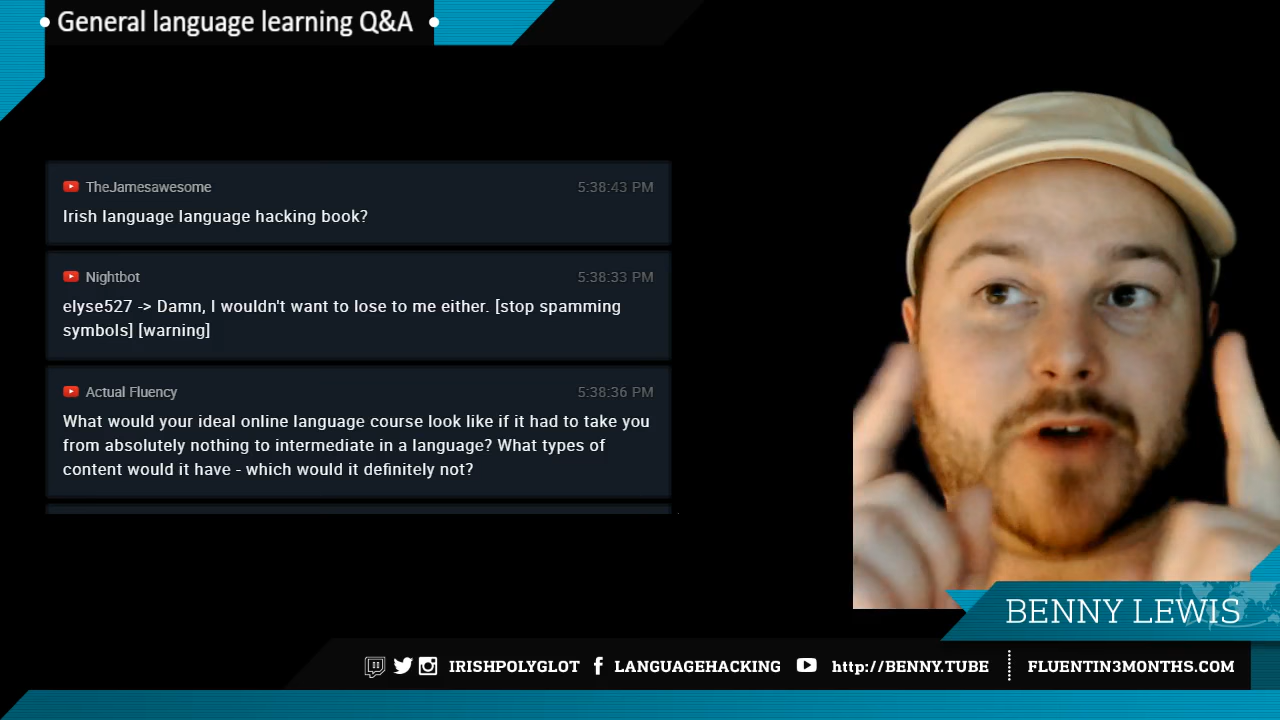 General language learning Q&A
TheJamesawesome 5:38:43 PM
Irish language language hacking book?
Nightbot 5:38:33 PM
elyse527 -> Damn, I wouldn't want to lose to me either. [stop spamming
symbols] [warning]
Actual Fluency 5:38:36 PM
What would your ideal online language course look like if it had to take you
from absolutely nothing to intermediate in a language? What types of
content would it have - which would it definitely not?
BENNY LEWIS
IRISHPOLYGLOT LANGUAGEHACKING http://BENNY.TUBE FLUENTIN3MONTHS.COM